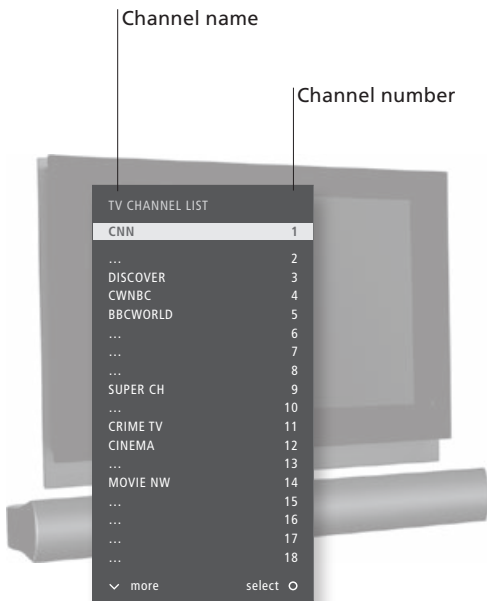 Channel name
Channel number
TV CHANNEL LIST
CNN 1
... 2
DISCOVER 3
CWNBC 4
BBCWORLD 5
... 6
... 7
... 8
SUPER CH 9
... 10
CRIME TV 11
CINEMA 12
... 13
MOVIE NW 14
... 15
... 16
... 17
... 18
more select